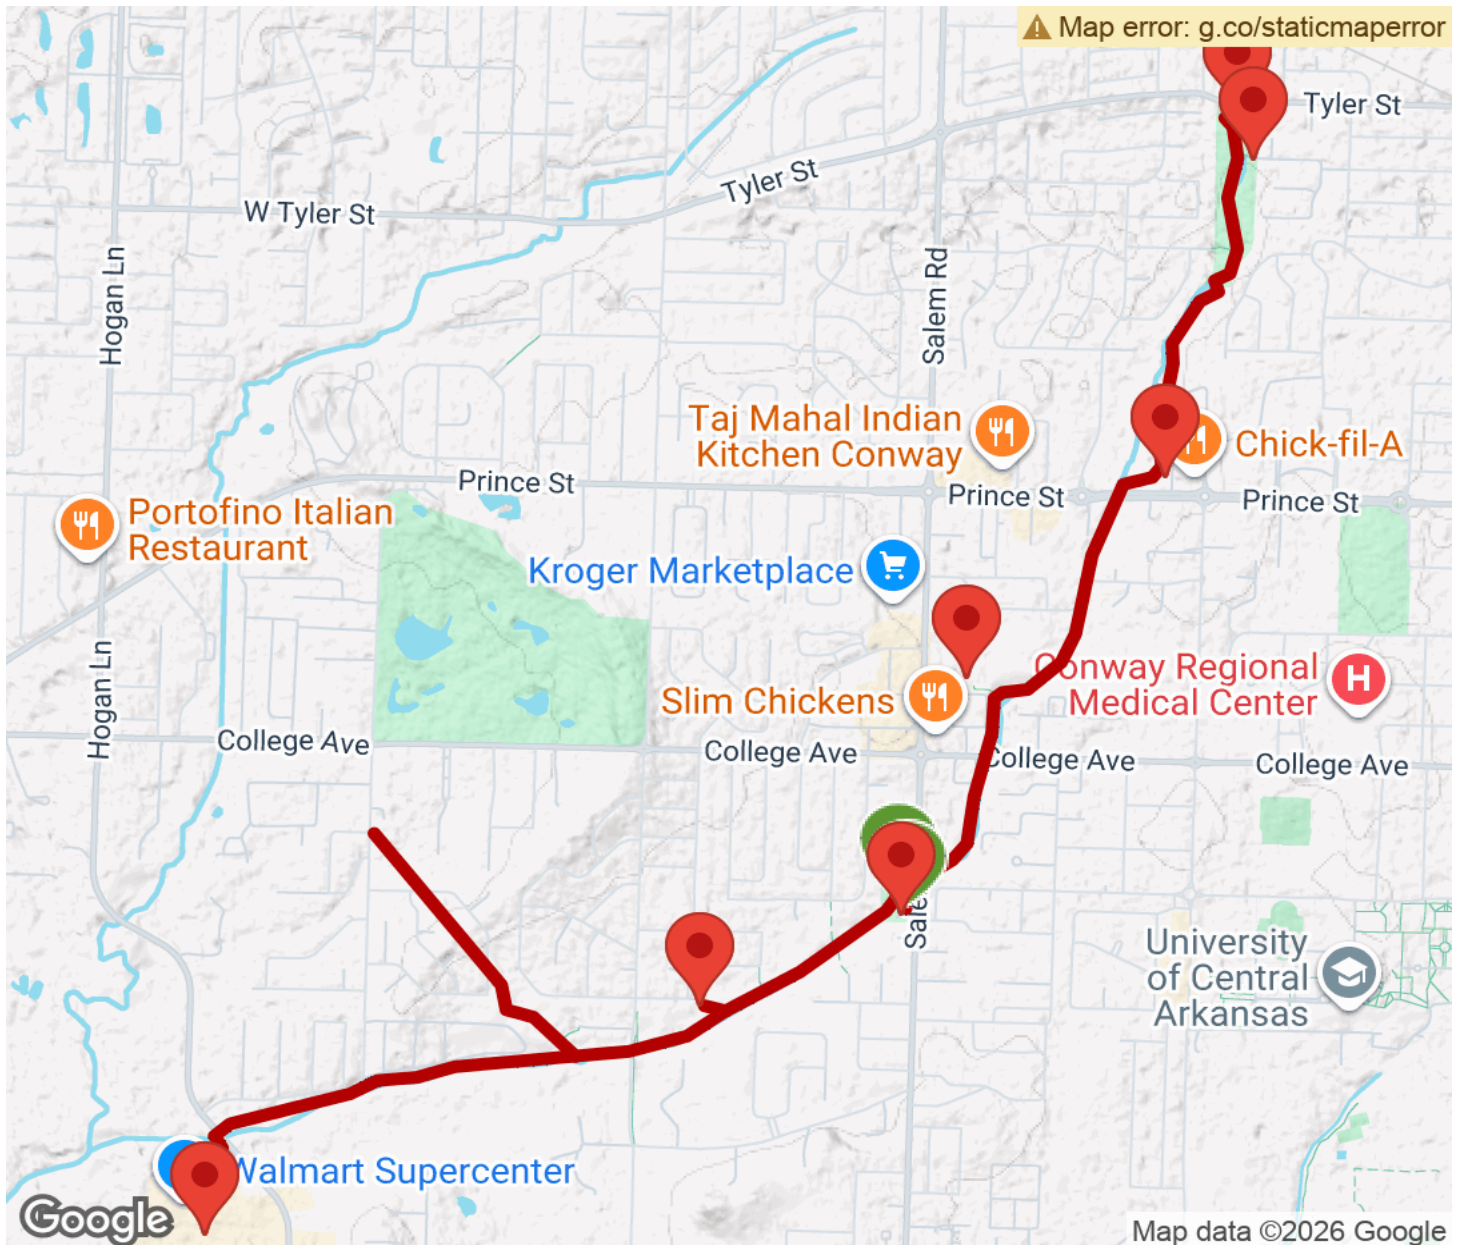 Map error: g.co/staticmaperror
Tyler St
Tyler St
W Tyler St
Hogan Ln
Salem Rd
Taj Mahal Indian
Kitchen Conway
Chick-fil-A
Prince St
Prince St
Prince St
Portofino Italian
Restaurant
Kroger Marketplace
Hogan Ln
Conway Regional
Medical Center
H
Slim Chickens
College Ave
College Ave
College Ave
College Ave
Sale
University
of Central
Arkansas
Walmart Supercenter
Google
Map data ©2026 Google